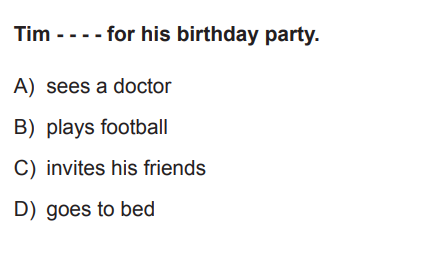 Tim - - - - for his birthday party.
A) sees a doctor
B) plays football
C) invites his friends
D) goes to bed